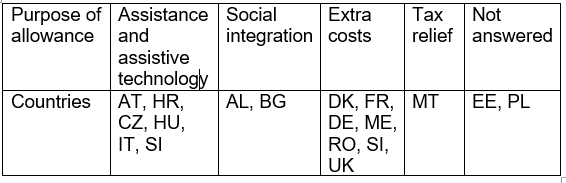 Purpose of allowance
Assistance and assistive technology
Social integration
Extra costs
Tax relief
Not answered
Countries
AT, HR, CZ, HU, IT, SI
AL, BG
DK, FR, DE, ME, RO, SI, UK
MT
EE, PL